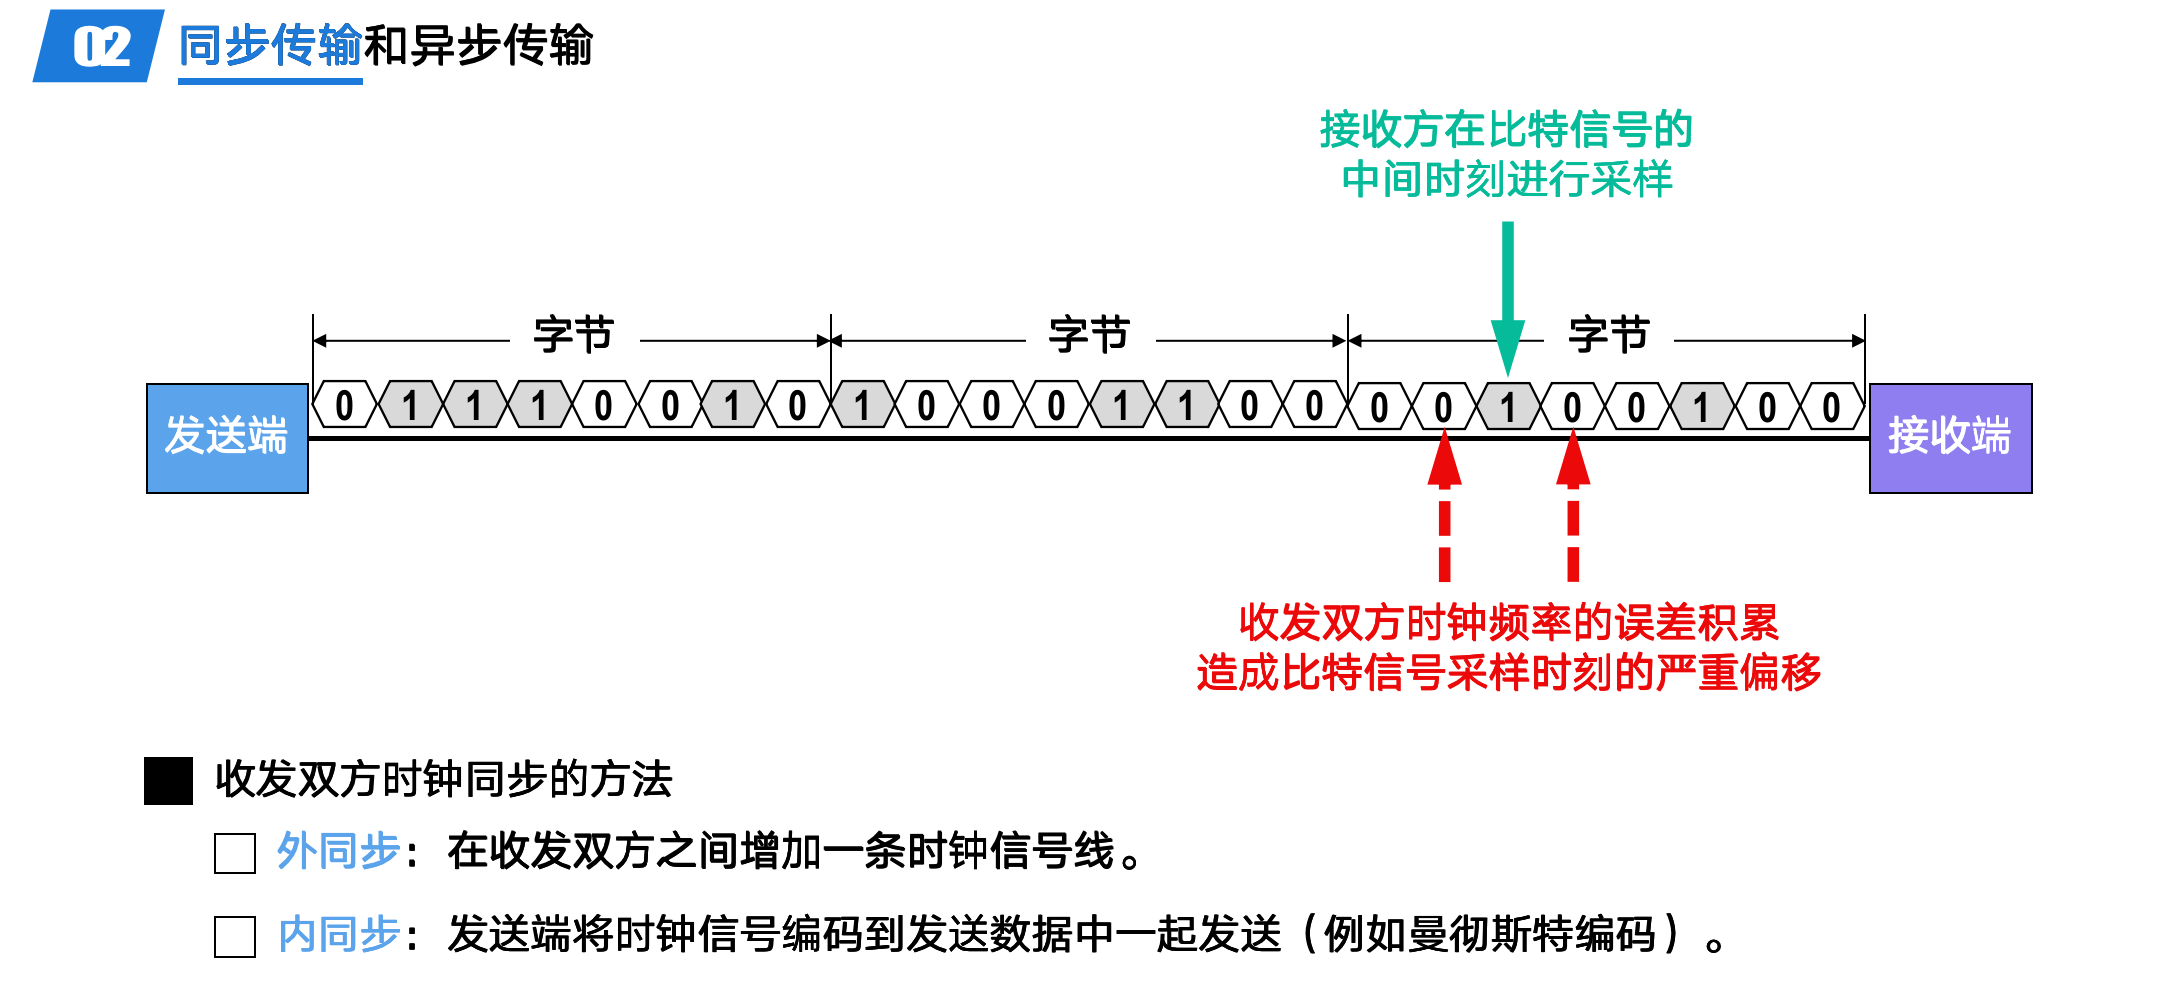 02 同步传输和异步传输
接收方在比特信号的
中间时刻进行采样
字节 字节 字节
发送端 0 1 1 1 0 0 1 0 1 0 0 0 1 1 0 0 0 0 1 0 0 1 0 0 接收端
收发双方时钟频率的误差积累
造成比特信号采样时刻的严重偏移
收发双方时钟同步的方法
外同步：在收发双方之间增加一条时钟信号线。
内同步：发送端将时钟信号编码到发送数据中一起发送（例如曼彻斯特编码）。